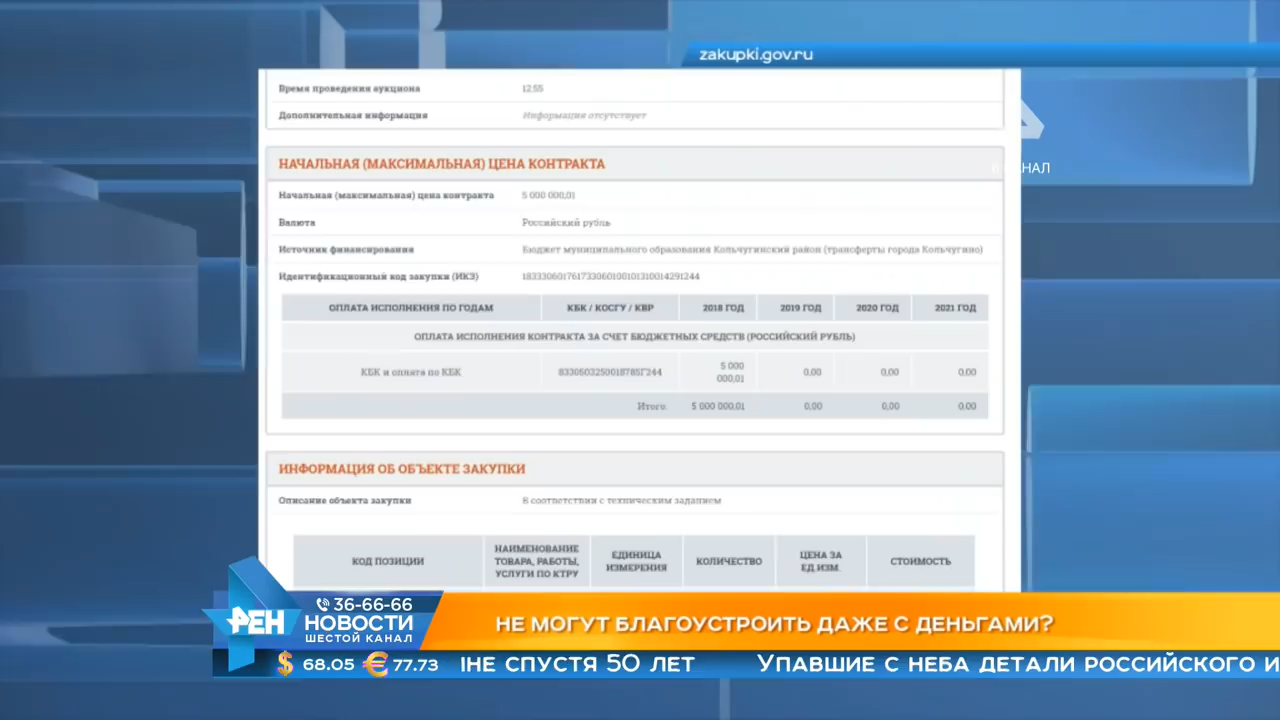 zakupki.gov.ru
Время проведения аукциона 12:55
Дополнительная информация Информация отсутствует
НАЧАЛЬНАЯ (МАКСИМАЛЬНАЯ) ЦЕНА КОНТРАКТА
КАНАЛ
Начальная (максимальная) цена контракта 5 000 000,01
Валюта Российский рубль
Источник финансирования Бюджет муниципального образования Кольчугинский район (трансферты города Кольчугино)
Идентификационный код закупки (ИКЗ) 183330601761733060100101310014291244
ОПЛАТА ИСПОЛНЕНИЯ ПО ГОДАМ КБК / КОСГУ / КВР 2018 ГОД 2019 ГОД 2020 ГОД 2021 ГОД
ОПЛАТА ИСПОЛНЕНИЯ КОНТРАКТА ЗА СЧЕТ БЮДЖЕТНЫХ СРЕДСТВ (РОССИЙСКИЙ РУБЛЬ)
КБК и оплата по КБК 8330503250018785Г244 5 000 000,01 0,00 0,00 0,00
Итого: 5 000 000,01 0,00 0,00 0,00
ИНФОРМАЦИЯ ОБ ОБЪЕКТЕ ЗАКУПКИ
Описание объекта закупки В соответствии с техническим заданием
КОД ПОЗИЦИИ НАИМЕНОВАНИЕ ТОВАРА, РАБОТЫ, УСЛУГИ ПО КТРУ ЕДИНИЦА ИЗМЕРЕНИЯ КОЛИЧЕСТВО ЦЕНА ЗА ЕД.ИЗМ. СТОИМОСТЬ
РЕН
36-66-66
НОВОСТИ
ШЕСТОЙ КАНАЛ
НЕ МОГУТ БЛАГОУСТРОИТЬ ДАЖЕ С ДЕНЬГАМИ?
$ 68.05 € 77.73 НЕ СПУСТЯ 50 ЛЕТ УПАВШИЕ С НЕБА ДЕТАЛИ РОССИЙСКОГО И